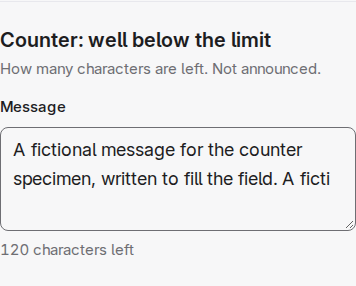 Counter: well below the limit
How many characters are left. Not announced.
Message
A fictional message for the counter
specimen, written to fill the field. A ficti
120 characters left